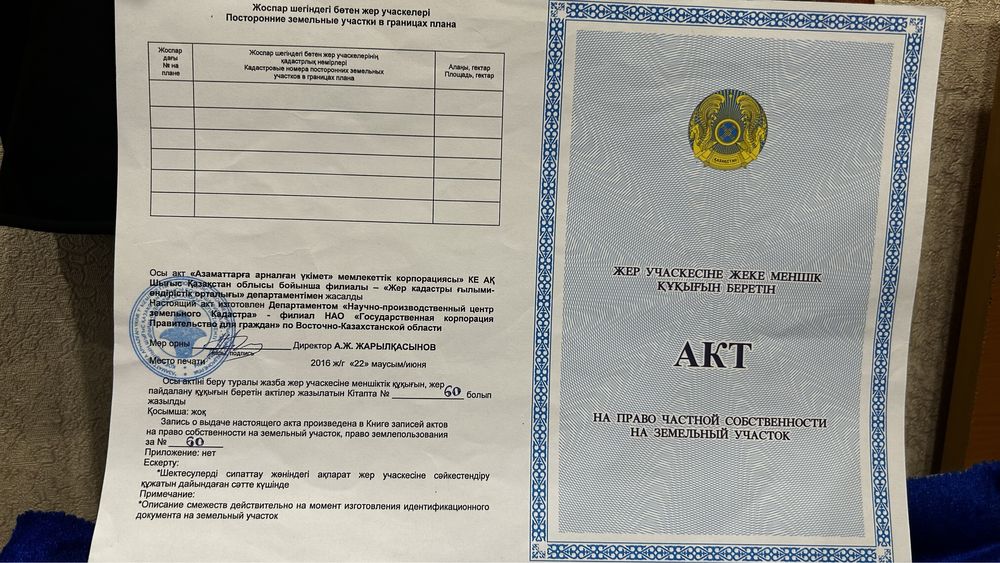 Жоспар шегіндегі бөтен жер учаскелері
Посторонние земельные участки в границах плана
Жоспар
дағы
№ на
плане
Жоспар шегіндегі бөтен жер учаскелерінің
қадастрлық нөмірлері
Кадастровые номера посторонних земельных
участков в границах плана
Алаңы, гектар
Площадь, гектар
Осы акт «Азаматтарға арналған үкімет» мемлекеттік корпорациясы» КЕ АҚ
Шығыс Қазақстан облысы бойынша филиалы – «Жер кадастры ғылыми-
өндірістік орталығы» департаментімен жасалды
Настоящий акт изготовлен Департаментом «Научно-производственный центр
земельного Кадастра» - филиал НАО «Государственная корпорация
Правительство для граждан» по Восточно-Казахстанской области
Мөр орны Директор А.Ж. ЖАРЫЛҚАСЫНОВ
қолы, подпись
Место печати 2016 ж/г «22» маусым/июня
Осы актіні беру туралы жазба жер учаскесіне меншіктік құқығын, жер
пайдалану құқығын беретін актілер жазылатын Кітапта № 60 болып
жазылды
Қосымша: жоқ
Запись о выдаче настоящего акта произведена в Книге записей актов
на право собственности на земельный участок, право землепользования
за № 60
Приложение: нет
Ескерту:
*Шектесулерді сипаттау жөніндегі ақпарат жер учаскесіне сәйкестендіру
құжатын дайындаған сәтте күшінде
Примечание:
*Описание смежеств действительно на момент изготовления идентификационного
документа на земельный участок
ҚАЗАҚСТАН
ЖЕР УЧАСКЕСІНЕ ЖЕКЕ МЕНШІК
ҚҰҚЫҒЫН БЕРЕТІН
АКТ
НА ПРАВО ЧАСТНОЙ СОБСТВЕННОСТИ
НА ЗЕМЕЛЬНЫЙ УЧАСТОК